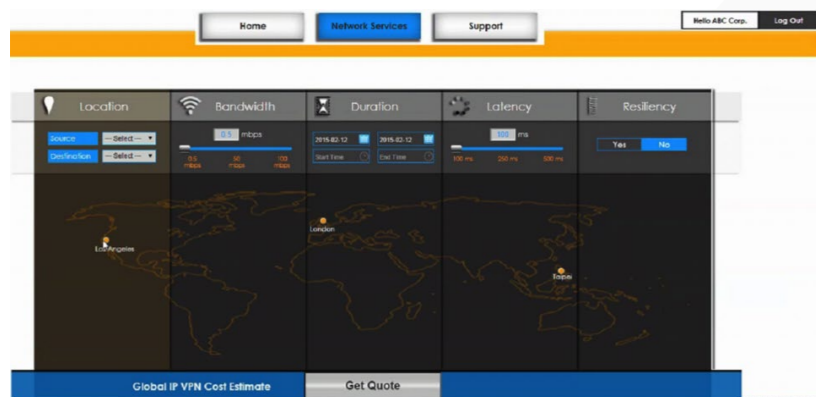 Home
Network Services
Support
Hello ABC Corp.
Log Out
Location
Bandwidth
Duration
Latency
Resiliency
Source
--- Select ---
Destination
--- Select ---
0.5 mbps
0.5 mbps
50 mbps
100 mbps
2015-02-12
2015-02-12
Start Time
End Time
100 ms
100 ms
250 ms
500 ms
Yes
No
Los Angeles
London
Taipei
Global IP VPN Cost Estimate
Get Quote